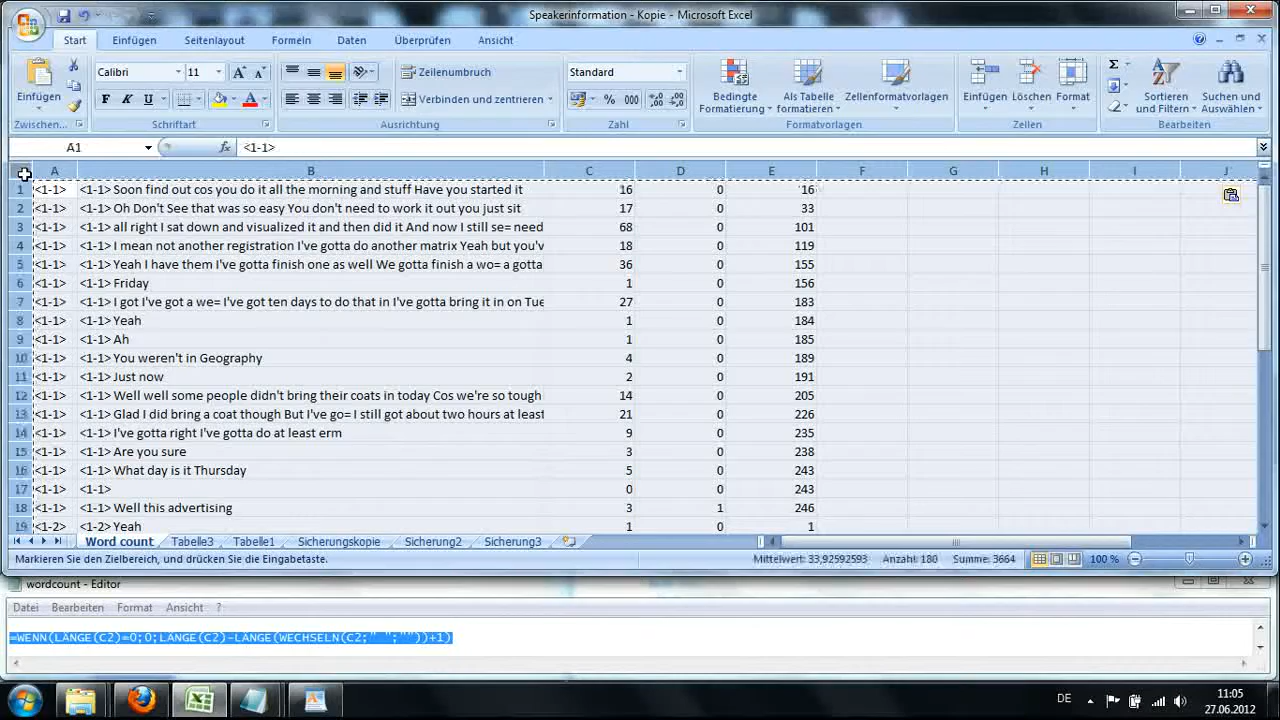 Speakerinformation - Kopie - Microsoft Excel
Start Einfügen Seitenlayout Formeln Daten Überprüfen Ansicht
Einfügen
Calibri 11
F K U
Zeilenumbruch
Verbinden und zentrieren
Standard
% 000
Bedingte Formatierung
Als Tabelle formatieren
Zellenformatvorlagen
Einfügen Löschen Format
Sortieren und Filtern
Suchen und Auswählen
Zwischen... Schriftart Ausrichtung Zahl Formatvorlagen Zellen Bearbeiten
A1 fx <1-1>
A B C D E F G H I J
1 <1-1> <1-1> Soon find out cos you do it all the morning and stuff Have you started it 16 0 16
2 <1-1> <1-1> Oh Don't See that was so easy You don't need to work it out you just sit 17 0 33
3 <1-1> <1-1> all right I sat down and visualized it and then did it And now I still se= need 68 0 101
4 <1-1> <1-1> I mean not another registration I've gotta do another matrix Yeah but you'v 18 0 119
5 <1-1> <1-1> Yeah I have them I've gotta finish one as well We gotta finish a wo= a gotta 36 0 155
6 <1-1> <1-1> Friday 1 0 156
7 <1-1> <1-1> I got I've got a we= I've got ten days to do that in I've gotta bring it in on Tue 27 0 183
8 <1-1> <1-1> Yeah 1 0 184
9 <1-1> <1-1> Ah 1 0 185
10 <1-1> <1-1> You weren't in Geography 4 0 189
11 <1-1> <1-1> Just now 2 0 191
12 <1-1> <1-1> Well well some people didn't bring their coats in today Cos we're so tough 14 0 205
13 <1-1> <1-1> Glad I did bring a coat though But I've go= I still got about two hours at least 21 0 226
14 <1-1> <1-1> I've gotta right I've gotta do at least erm 9 0 235
15 <1-1> <1-1> Are you sure 3 0 238
16 <1-1> <1-1> What day is it Thursday 5 0 243
17 <1-1> <1-1> 0 0 243
18 <1-1> <1-1> Well this advertising 3 1 246
19 <1-2> <1-2> Yeah 1 0 1
Word count Tabelle3 Tabelle1 Sicherungskopie Sicherung2 Sicherung3
Markieren Sie den Zielbereich, und drücken Sie die Eingabetaste. Mittelwert: 33,92592593 Anzahl: 180 Summe: 3664 100 %
wordcount - Editor
Datei Bearbeiten Format Ansicht ?
=WENN(LÄNGE(C2)=0;0;LÄNGE(C2)-LÄNGE(WECHSELN(C2;" ";""))+1)
DE
11:05
27.06.2012